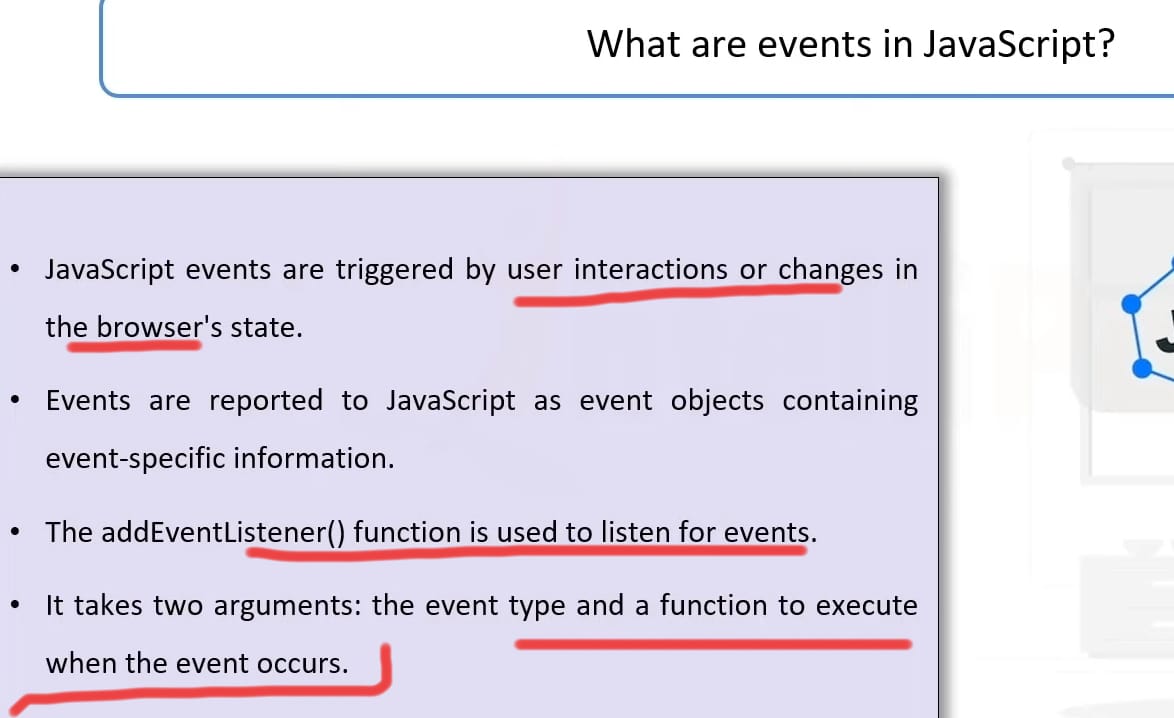 What are events in JavaScript?
• JavaScript events are triggered by user interactions or changes in
the browser's state.
• Events are reported to JavaScript as event objects containing
event-specific information.
• The addEventListener() function is used to listen for events.
• It takes two arguments: the event type and a function to execute
when the event occurs.